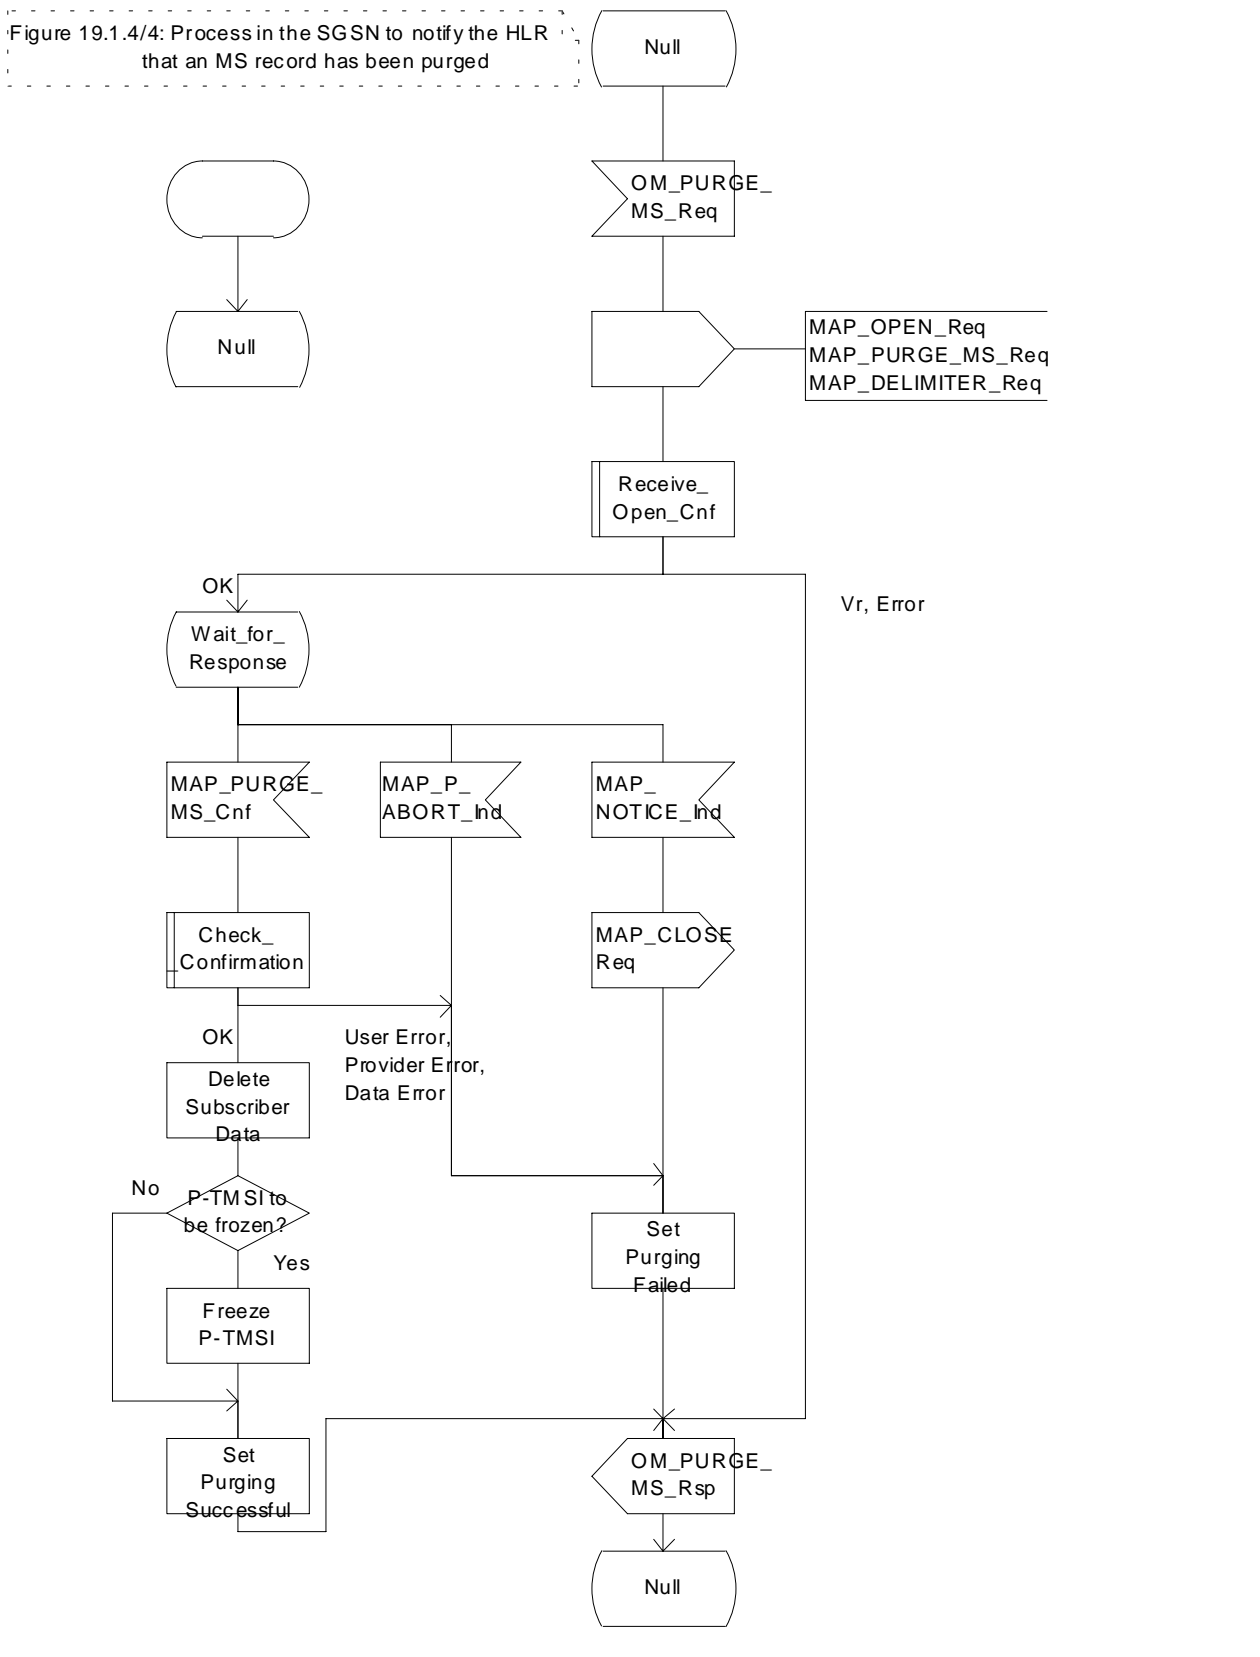 Figure 19.1.4/4: Process in the SGSN to notify the HLR
that an MS record has been purged
Null
OM_PURGE_
MS_Req
Null
MAP_OPEN_Req
MAP_PURGE_MS_Req
MAP_DELIMITER_Req
Receive_
Open_Cnf
OK
Vr, Error
Wait_for_
Response
MAP_PURGE_
MS_Cnf
MAP_P_
ABORT_Ind
MAP_
NOTICE_Ind
Check_
Confirmation
MAP_CLOSE_
Req
OK
User Error,
Provider Error,
Data Error
Delete
Subscriber
Data
No
P-TMSI to
be frozen?
Yes
Set
Purging
Failed
Freeze
P-TMSI
Set
Purging
Successful
OM_PURGE_
MS_Rsp
Null